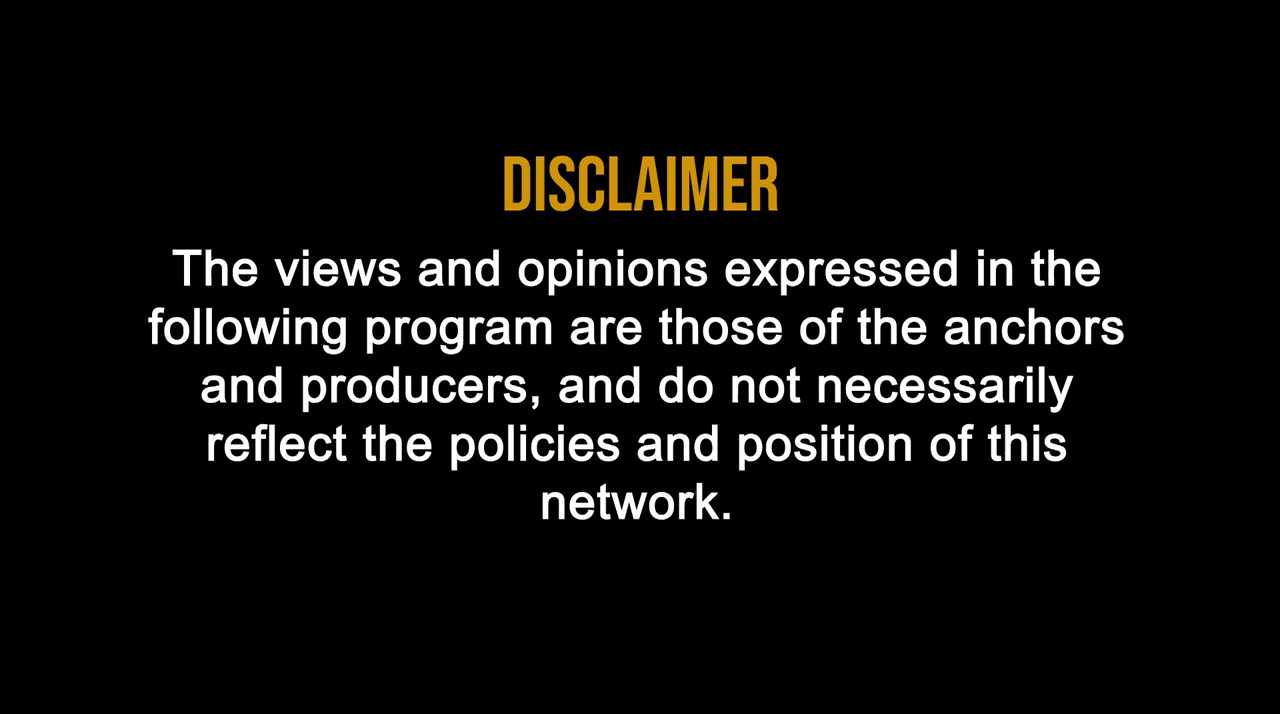 DISCLAIMER
The views and opinions expressed in the
following program are those of the anchors
and producers, and do not necessarily
reflect the policies and position of this
network.